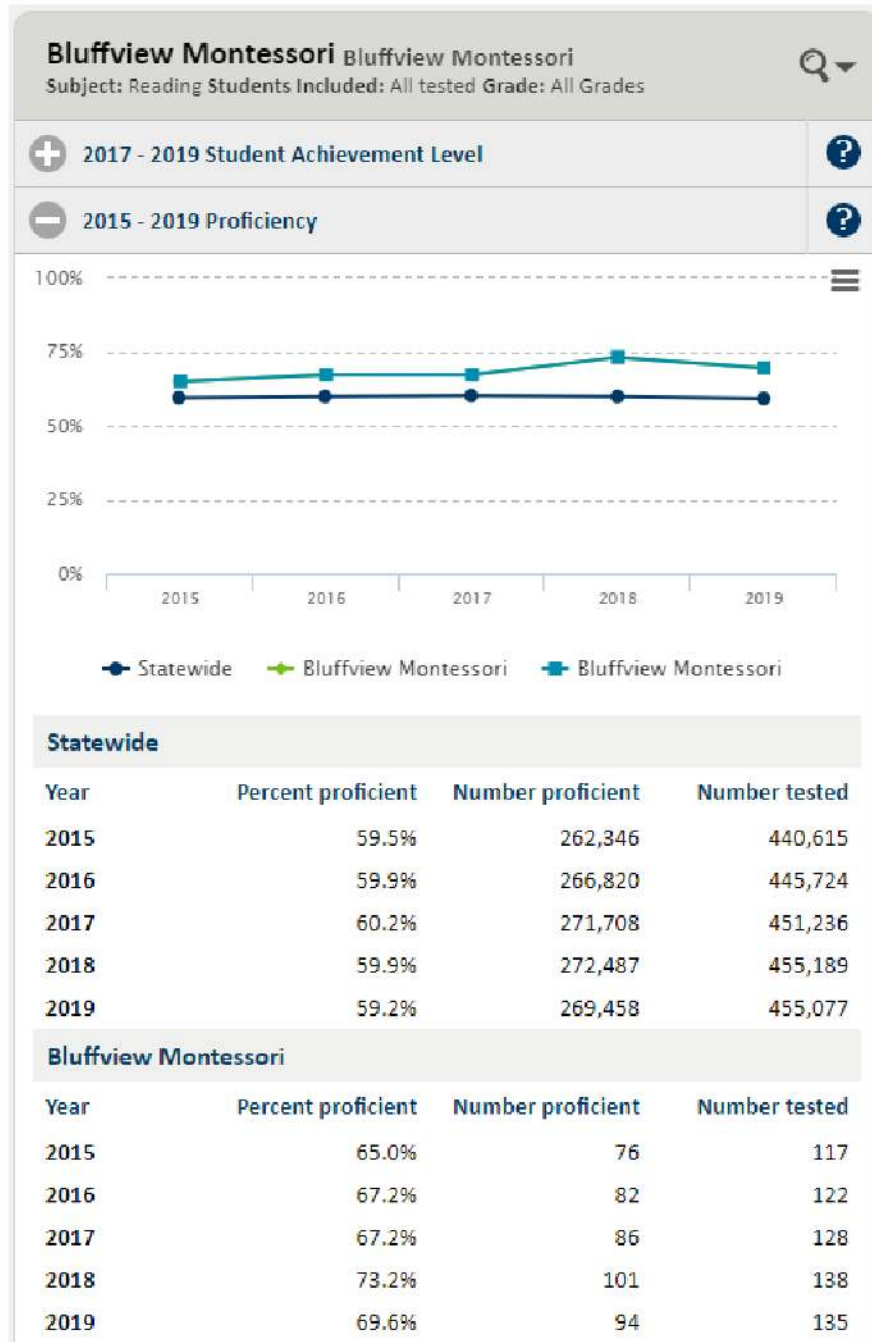 Bluffview Montessori Bluffview Montessori
Subject: Reading Students Included: All tested Grade: All Grades
2017 - 2019 Student Achievement Level ?
2015 - 2019 Proficiency ?
100%
75%
50%
25%
0%
2015 2016 2017 2018 2019
Statewide Bluffview Montessori Bluffview Montessori
Statewide
Year Percent proficient Number proficient Number tested
2015 59.5% 262,346 440,615
2016 59.9% 266,820 445,724
2017 60.2% 271,708 451,236
2018 59.9% 272,487 455,189
2019 59.2% 269,458 455,077
Bluffview Montessori
Year Percent proficient Number proficient Number tested
2015 65.0% 76 117
2016 67.2% 82 122
2017 67.2% 86 128
2018 73.2% 101 138
2019 69.6% 94 135